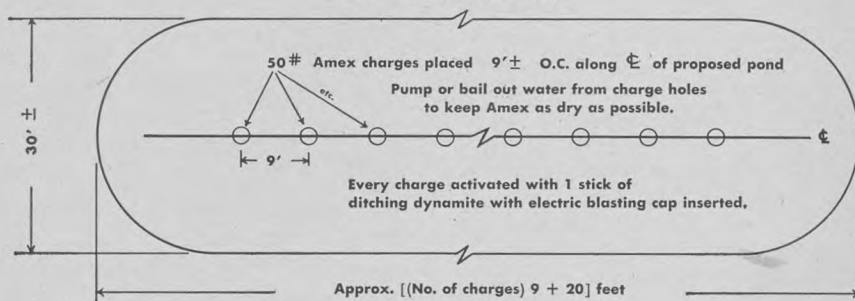 50# Amex charges placed 9'± O.C. along ℄ of proposed pond
etc.
Pump or bail out water from charge holes
to keep Amex as dry as possible.
30' ±
℄
9'
Every charge activated with 1 stick of
ditching dynamite with electric blasting cap inserted,
Approx. [(No. of charges) 9 + 20] feet